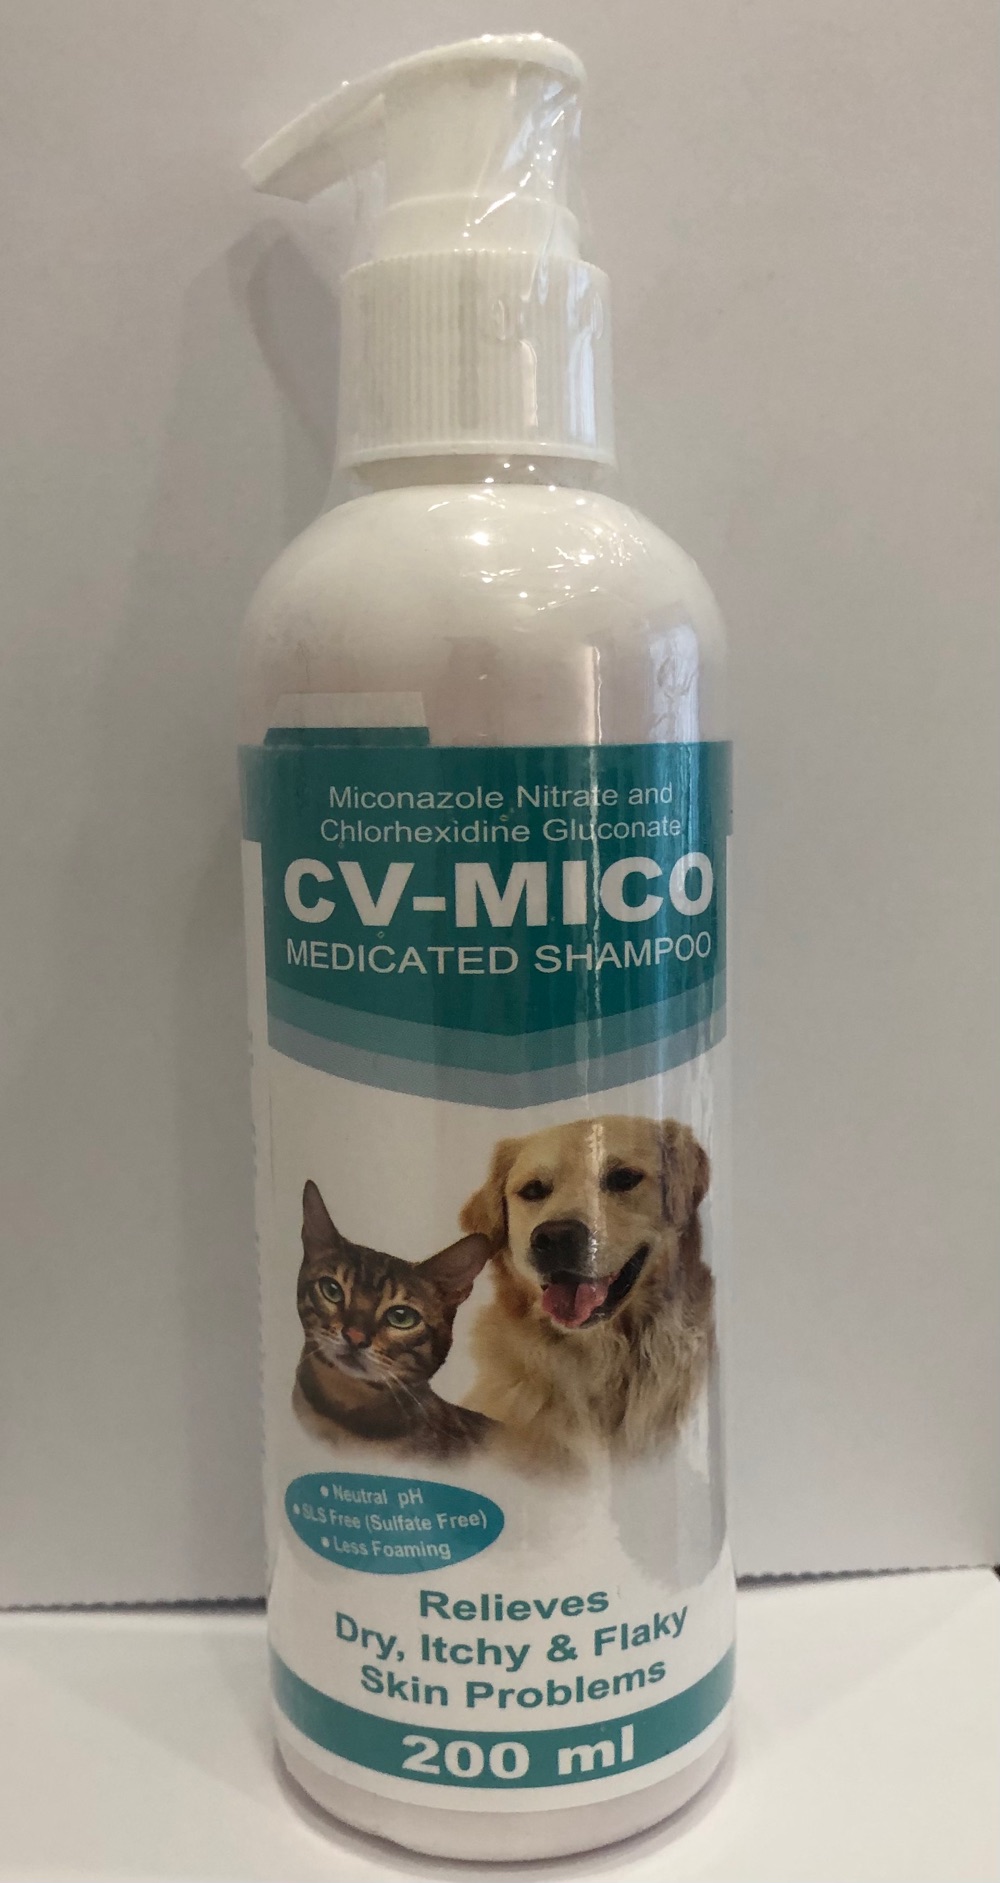 Miconazole Nitrate and
Chlorhexidine Gluconate
CV-MICO
MEDICATED SHAMPOO
• Neutral pH
• SLS Free (Sulfate Free)
• Less Foaming
Relieves
Dry, Itchy & Flaky
Skin Problems
200 ml